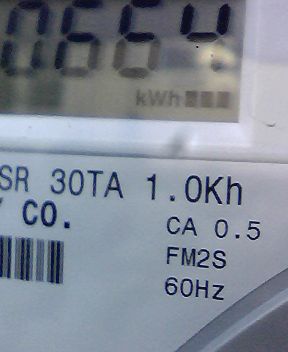 kWh
SR 30TA 1.0Kh
Y CO.
CA 0.5
FM2S
60Hz